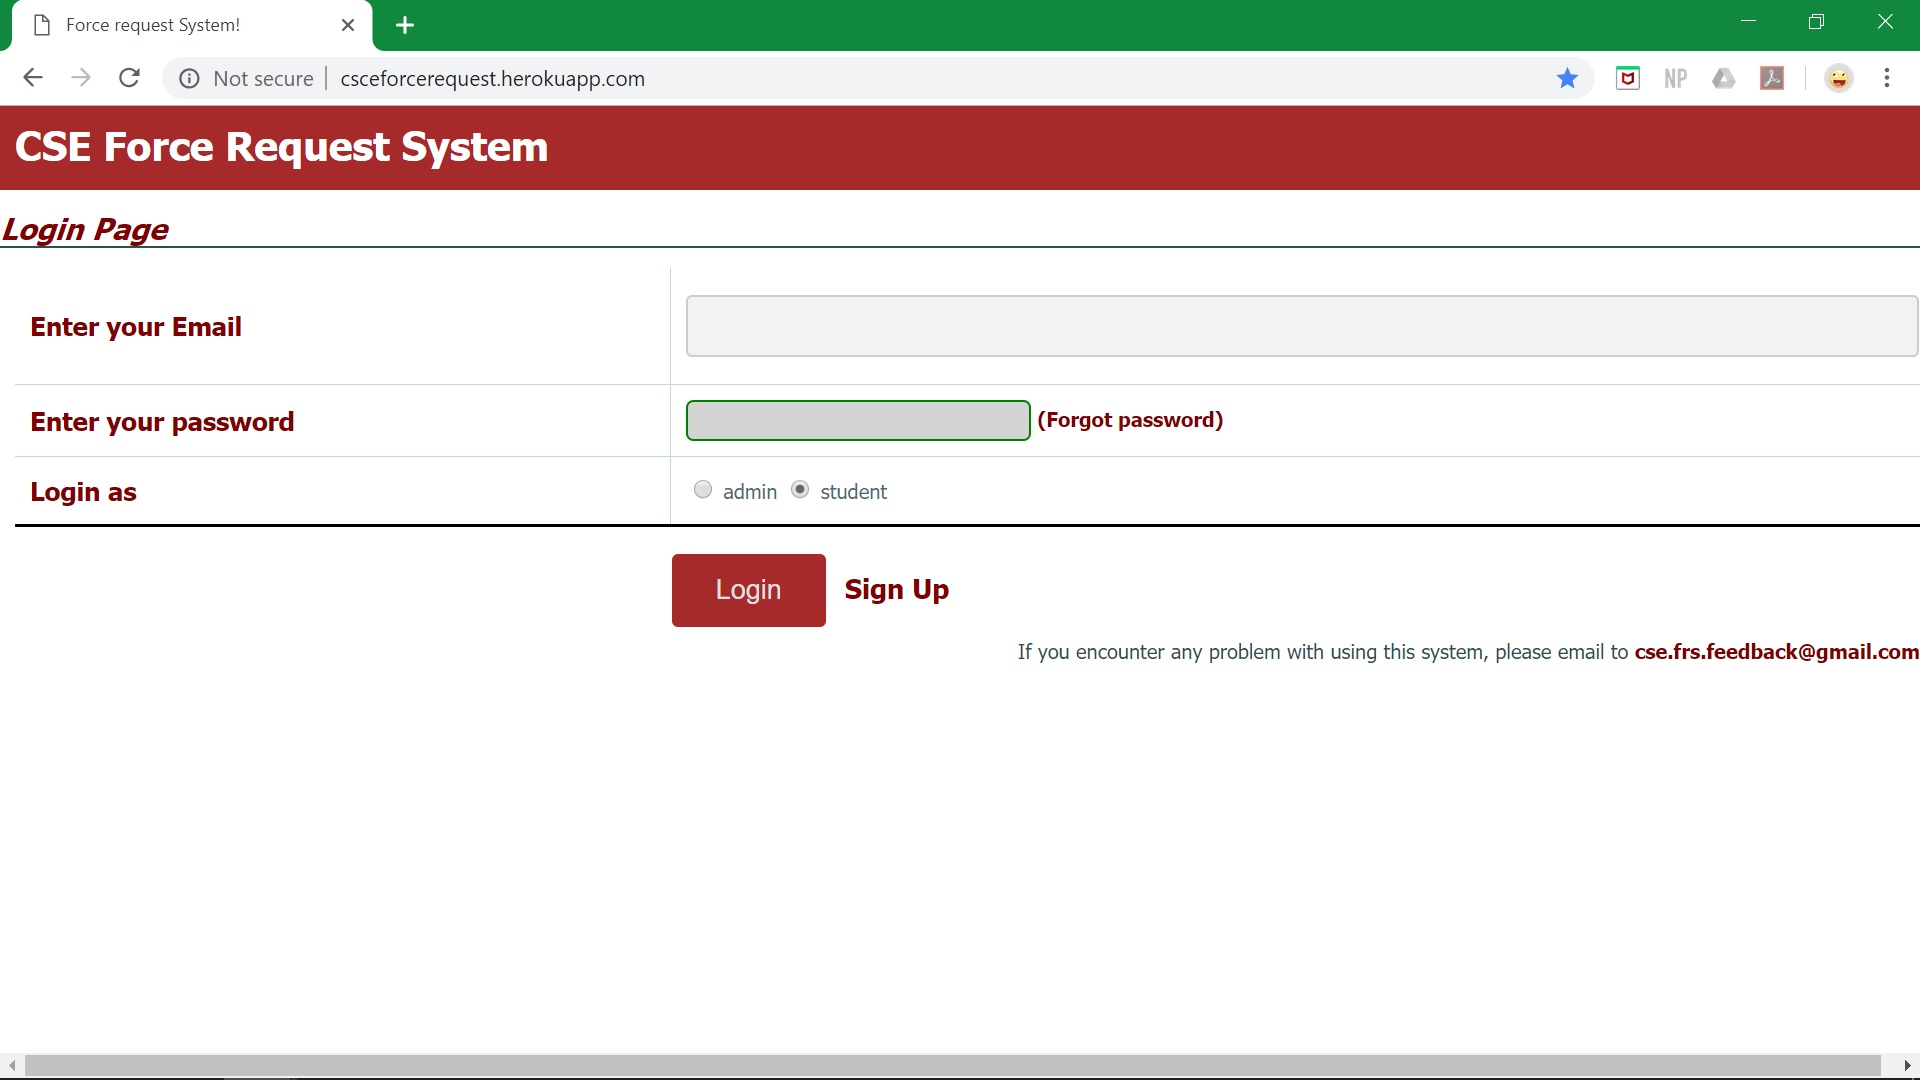 Force request System!
Not secure | csceforcerequest.herokuapp.com
NP
CSE Force Request System
Login Page
Enter your Email
Enter your password (Forgot password)
Login as admin student
Login Sign Up
If you encounter any problem with using this system, please email to cse.frs.feedback@gmail.com